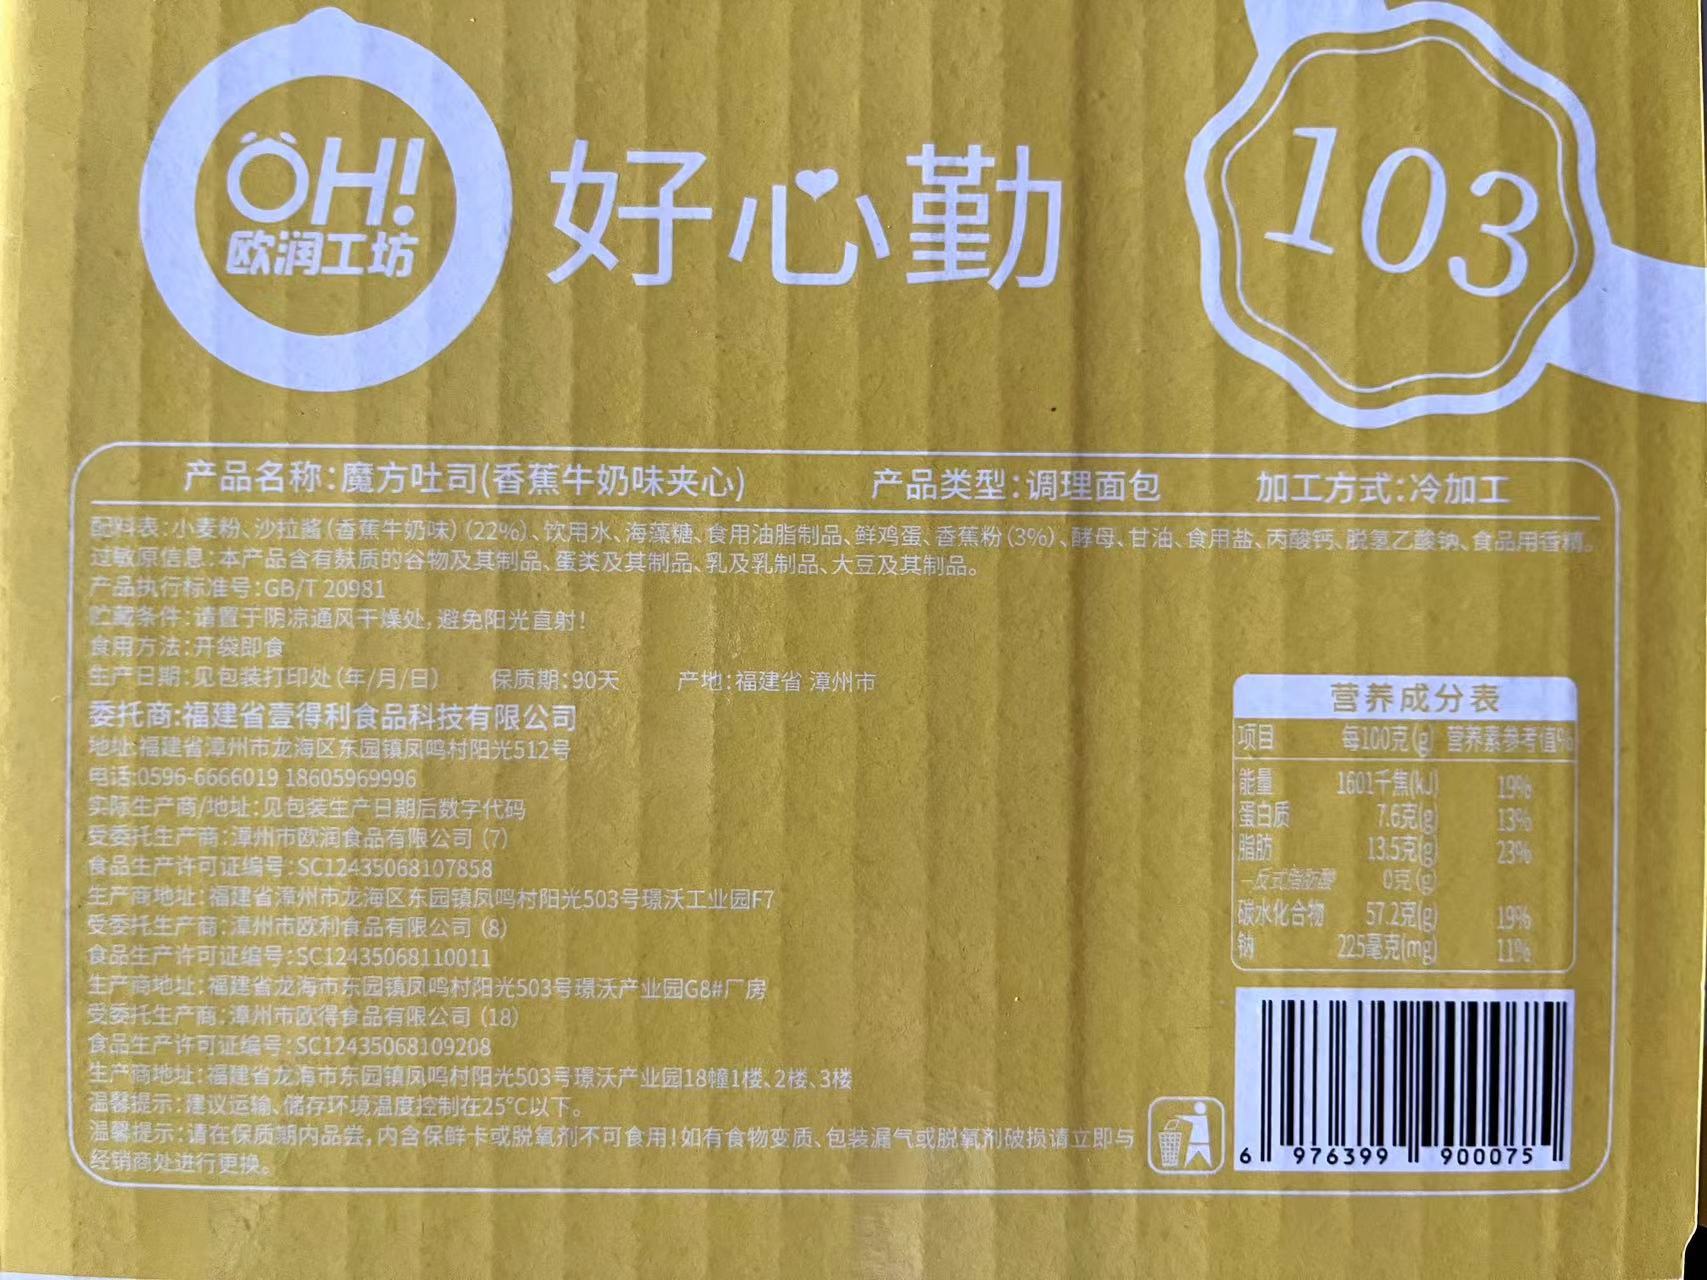 OH!
欧润工坊
好心勤
103
产品名称:魔方吐司(香蕉牛奶味夹心) 产品类型:调理面包 加工方式:冷加工
配料表:小麦粉、沙拉酱(香蕉牛奶味)(22%)、饮用水、海藻糖、食用油脂制品、鲜鸡蛋、香蕉粉(3%)、酵母、甘油、食用盐、丙酸钙、脱氢乙酸钠、食品用香精。
过敏原信息:本产品含有麸质的谷物及其制品、蛋类及其制品、乳及乳制品、大豆及其制品。
产品执行标准号:GB/T 20981
贮藏条件:请置于阴凉通风干燥处,避免阳光直射!
食用方法:开袋即食
生产日期:见包装打印处(年/月/日) 保质期:90天 产地:福建省 漳州市
委托商:福建省壹得利食品科技有限公司
地址:福建省漳州市龙海区东园镇凤鸣村阳光512号
电话:0596-6666019 18605969996
实际生产商/地址:见包装生产日期后数字代码
受委托生产商:漳州市欧润食品有限公司(7)
食品生产许可证编号:SC12435068107858
生产商地址:福建省漳州市龙海区东园镇凤鸣村阳光503号璟沃工业园F7
受委托生产商:漳州市欧利食品有限公司(8)
食品生产许可证编号:SC12435068110011
生产商地址:福建省龙海市东园镇凤鸣村阳光503号璟沃产业园G8#厂房
受委托生产商:漳州市欧得食品有限公司(18)
食品生产许可证编号:SC12435068109208
生产商地址:福建省龙海市东园镇凤鸣村阳光503号璟沃产业园18幢1楼、2楼、3楼
温馨提示:建议运输、储存环境温度控制在25℃以下。
温馨提示:请在保质期内品尝,内含保鲜卡或脱氧剂不可食用!如有食物变质、包装漏气或脱氧剂破损请立即与
经销商处进行更换。
营养成分表
项目 每100克(g) 营养素参考值%
能量 1601千焦(kJ) 19%
蛋白质 7.6克(g) 13%
脂肪 13.5克(g) 23%
—反式脂肪酸 0克(g)
碳水化合物 57.2克(g) 19%
钠 225毫克(mg) 11%
6 976399 900075